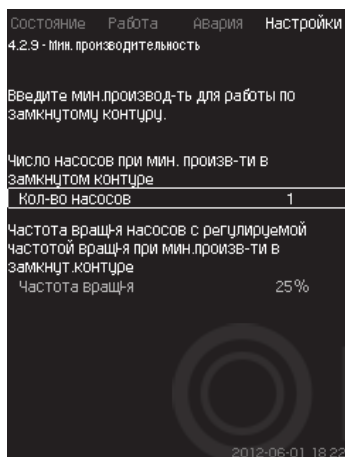 Состояние Работа Авария Настройки
4.2.9 - Мин. производительность
Введите мин.производ-ть для работы по
замкнутому контуру.
Число насосов при мин. произв-ти в
замкнутом контуре
Кол-во насосов 1
Частота вращ-я насосов с регулируемой
частотой вращ-я при мин.произв-ти в
замкнут.контуре
Частота вращ-я 25%
2012-06-01 18:22